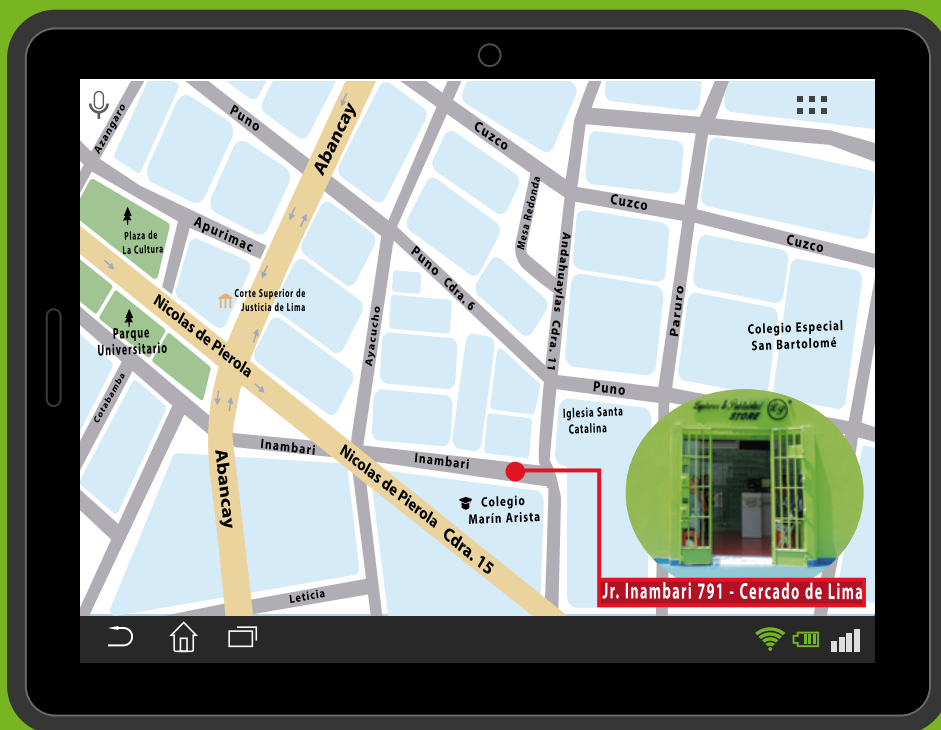 Azangaro
Puno
Abancay
Cuzco
Mesa Redonda
Cuzco
Cuzco
Plaza de
La Cultura
Apurimac
Puno Cdra. 6
Andahuaylas Cdra. 11
Corte Superior de
Justicia de Lima
Nicolas de Pierola
Parque
Universitario
Ayacucho
Paruro
Colegio Especial
San Bartolomé
Cotabamba
Puno
Iglesia Santa
Catalina
STORE
Inambari
Inambari
Abancay
Nicolas de Pierola Cdra. 15
Colegio
Marín Arista
Leticia
Jr. Inambari 791 - Cercado de Lima